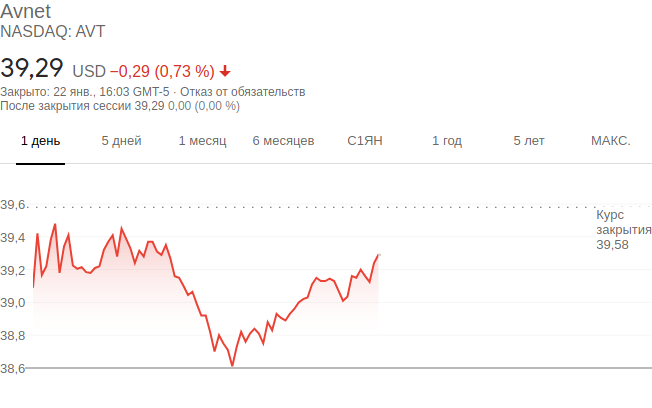 Avnet
NASDAQ: AVT
39,29 USD −0,29 (0,73 %)
Закрыто: 22 янв., 16:03 GMT-5 · Отказ от обязательств
После закрытия сессии 39,29 0,00 (0,00 %)
1 день 5 дней 1 месяц 6 месяцев С1ЯН 1 год 5 лет МАКС.
39,6
Курс
закрытия
39,58
39,4
39,2
39,0
38,8
38,6